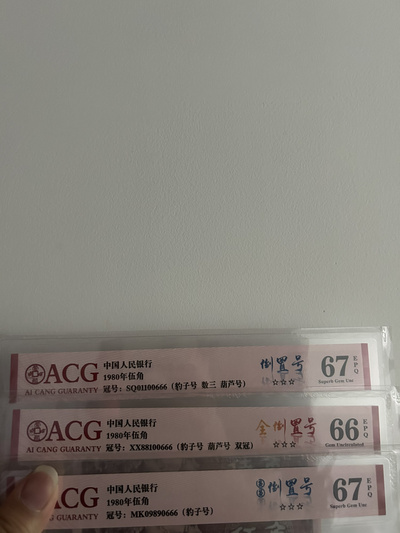 ACG
AI CANG GUARANTY
中国人民银行
1980年伍角
冠号：SQ01100666（豹子号 数三 葫芦号）
倒置号
☆☆☆
67
EPQ
Superb Gem Unc
ACG
AI CANG GUARANTY
中国人民银行
1980年伍角
冠号：XX88100666（豹子号 葫芦号 双冠）
全倒置号
☆☆☆
66
EPQ
Gem Uncirculated
ACG
GUARANTY
中国人民银行
1980年伍角
冠号：MK09890666（豹子号）
倒置号
☆☆☆
67
EPQ
Superb Gem Unc